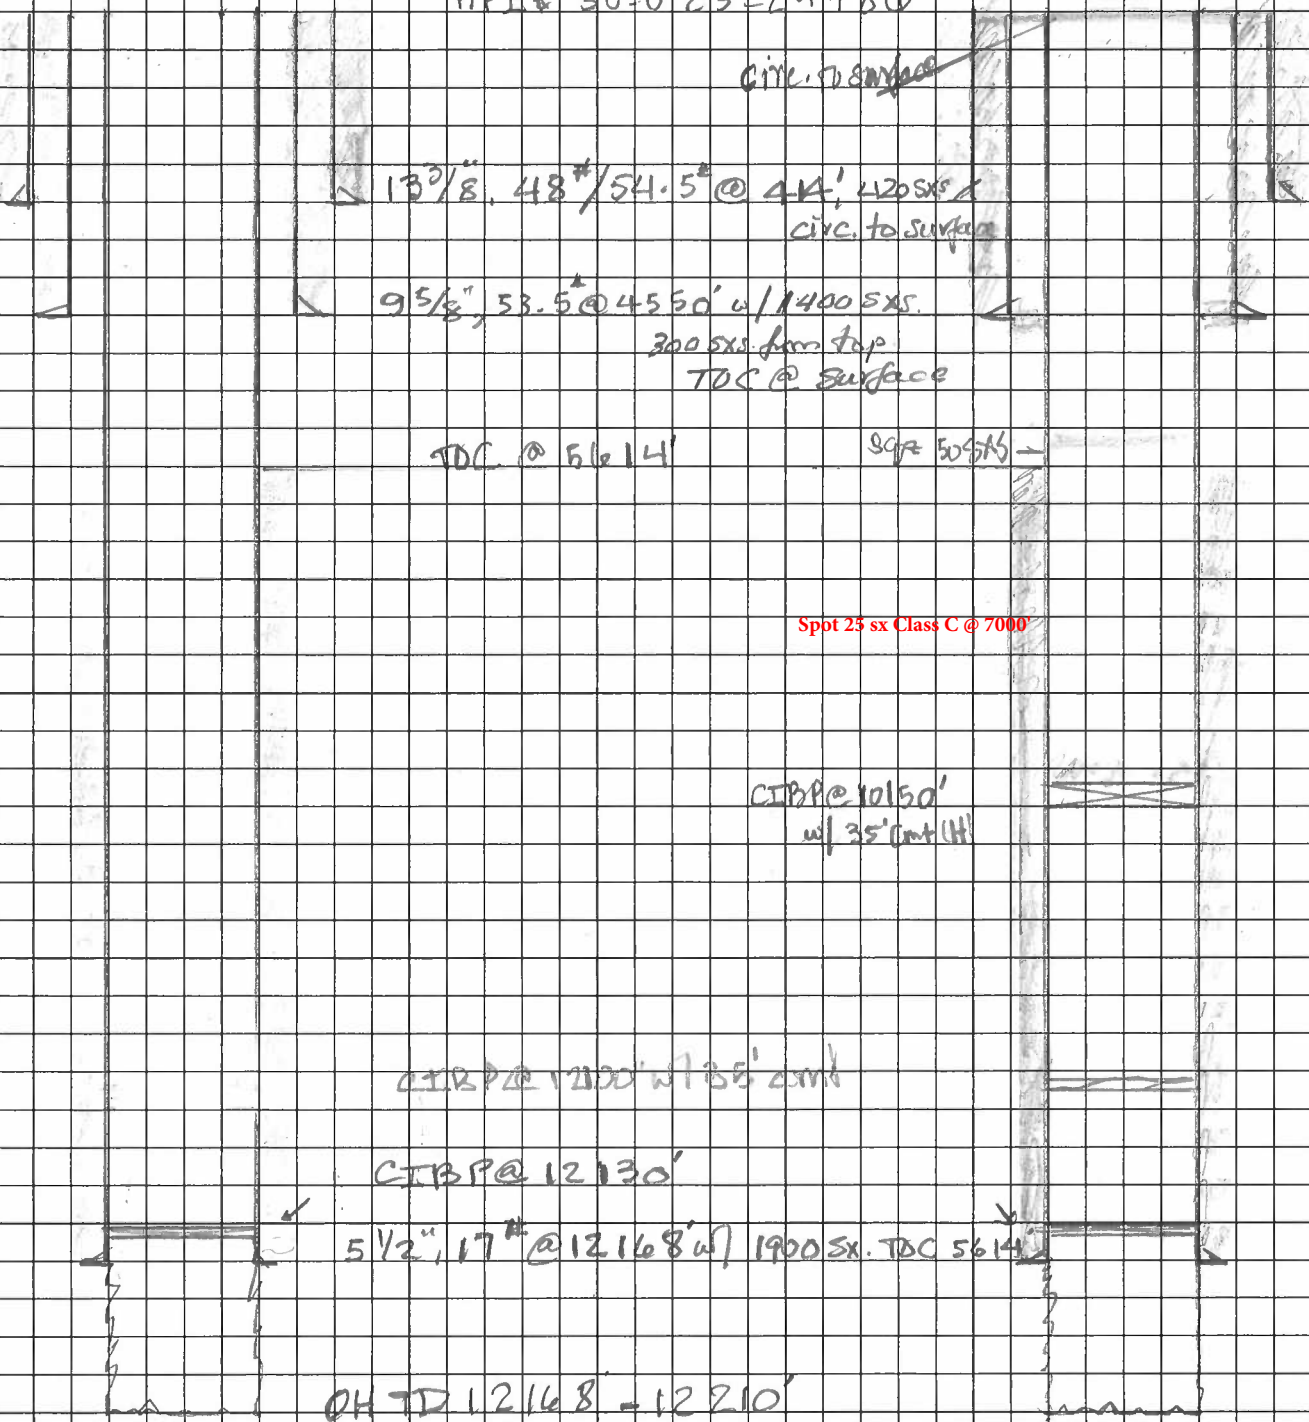 circ. to surface
13 3/8", 48#/54.5# @ 414', 420 sxs
circ. to surface
9 5/8", 53.5# @ 4550' w/ 1400 sxs.
300 sxs. from top
TOC @ surface
TOC @ 5614'
Sqz 50 sxs
Spot 25 sx Class C @ 7000'
CIBP @ 10150'
w/ 35' Cmt (H)
CIBP @ 12100' w/ 35' cmt
CIBP @ 12130'
5 1/2", 17# @ 12168' w/ 1900 sx. TOC 5614'
OH TD 12168' - 12210'